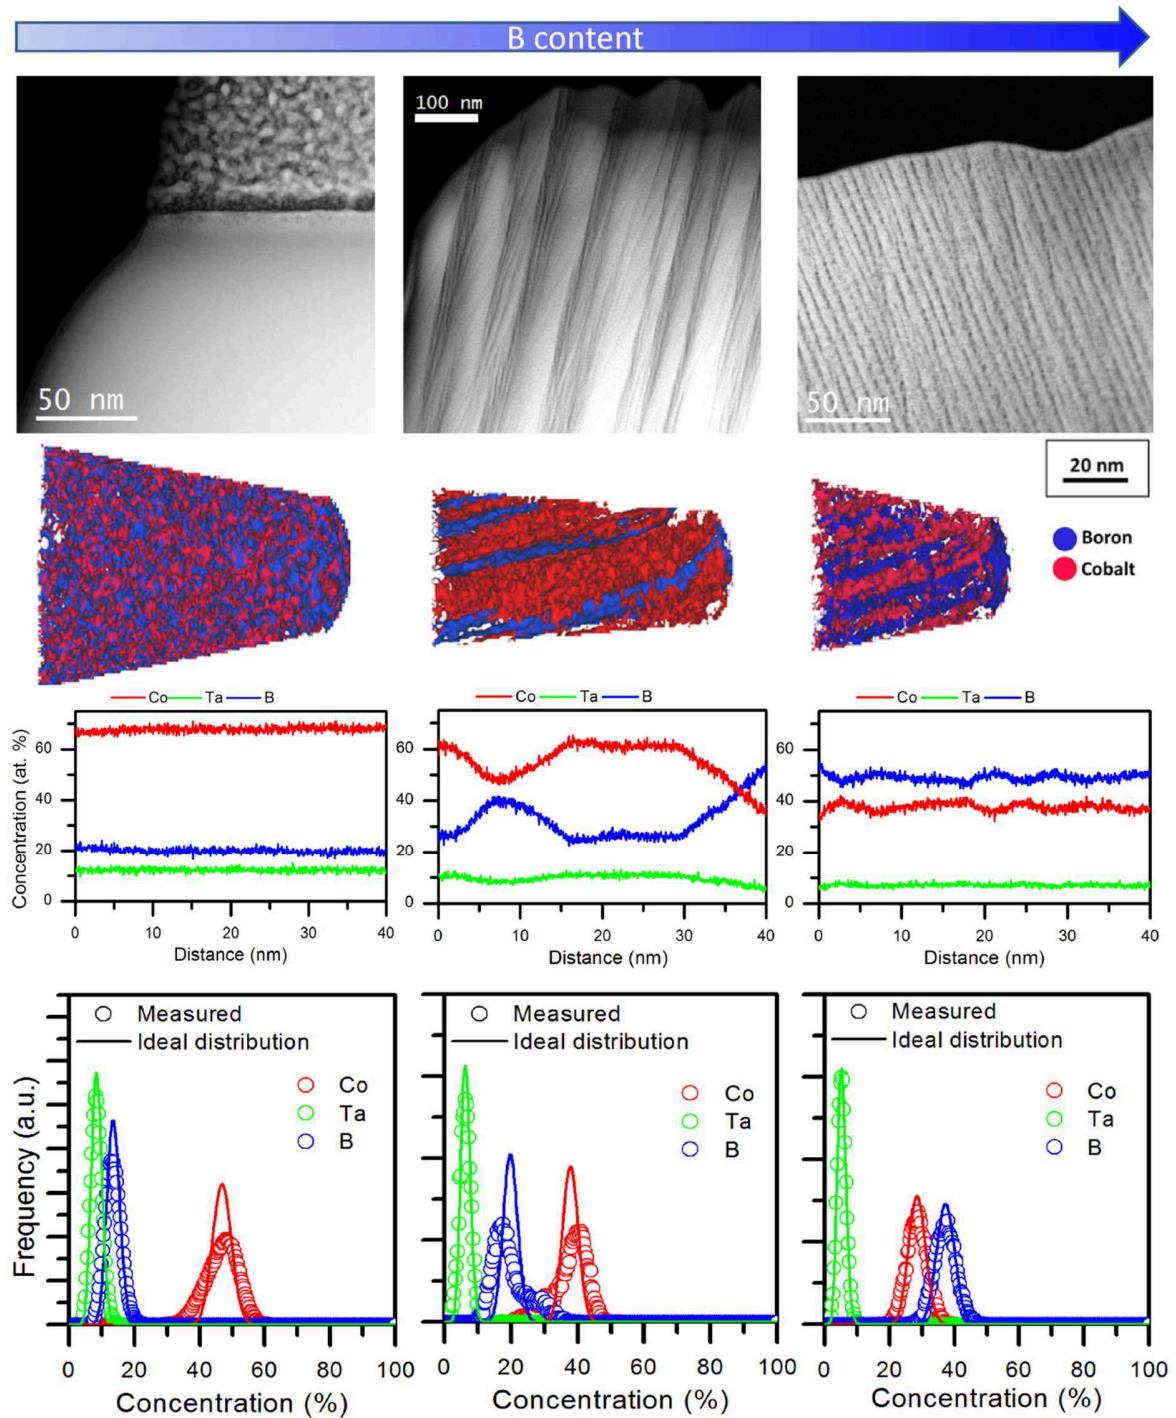 B content
100 nm
50 nm
50 nm
20 nm
Boron
Cobalt
Co Ta B
Co Ta B
Co Ta B
Concentration (at. %)
60
40
20
0
0 10 20 30 40
Distance (nm)
60
40
20
0
0 10 20 30 40
Distance (nm)
60
40
20
0
0 10 20 30 40
Distance (nm)
Measured
Ideal distribution
Co
Ta
B
Frequency (a.u.)
0 20 40 60 80 100
Concentration (%)
Measured
Ideal distribution
Co
Ta
B
0 20 40 60 80 100
Concentration (%)
Measured
Ideal distribution
Co
Ta
B
0 20 40 60 80 100
Concentration (%)